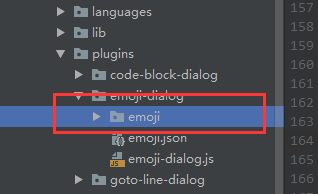 languages
lib
plugins
code-block-dialog
emoji-dialog
emoji
emoji.json
emoji-dialog.js
goto-line-dialog
157
158
159
160
161
162
163
164
165
166